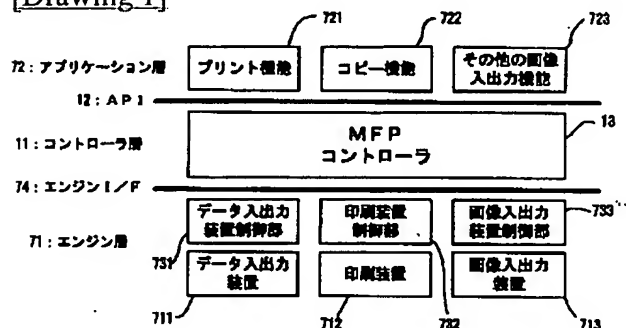 [Drawing 1]
721
722
723
72:アプリケーション層
プリント機能
コピー機能
その他の画像
入出力機能
12:API
13
11:コントローラ層
MFP
コントローラ
74:エンジンI/F
データ入出力
装置制御部
印刷装置
制御部
画像入出力
装置制御部
733
71:エンジン層
731
データ入出力
装置
印刷装置
画像入出力
装置
711
712
732
713